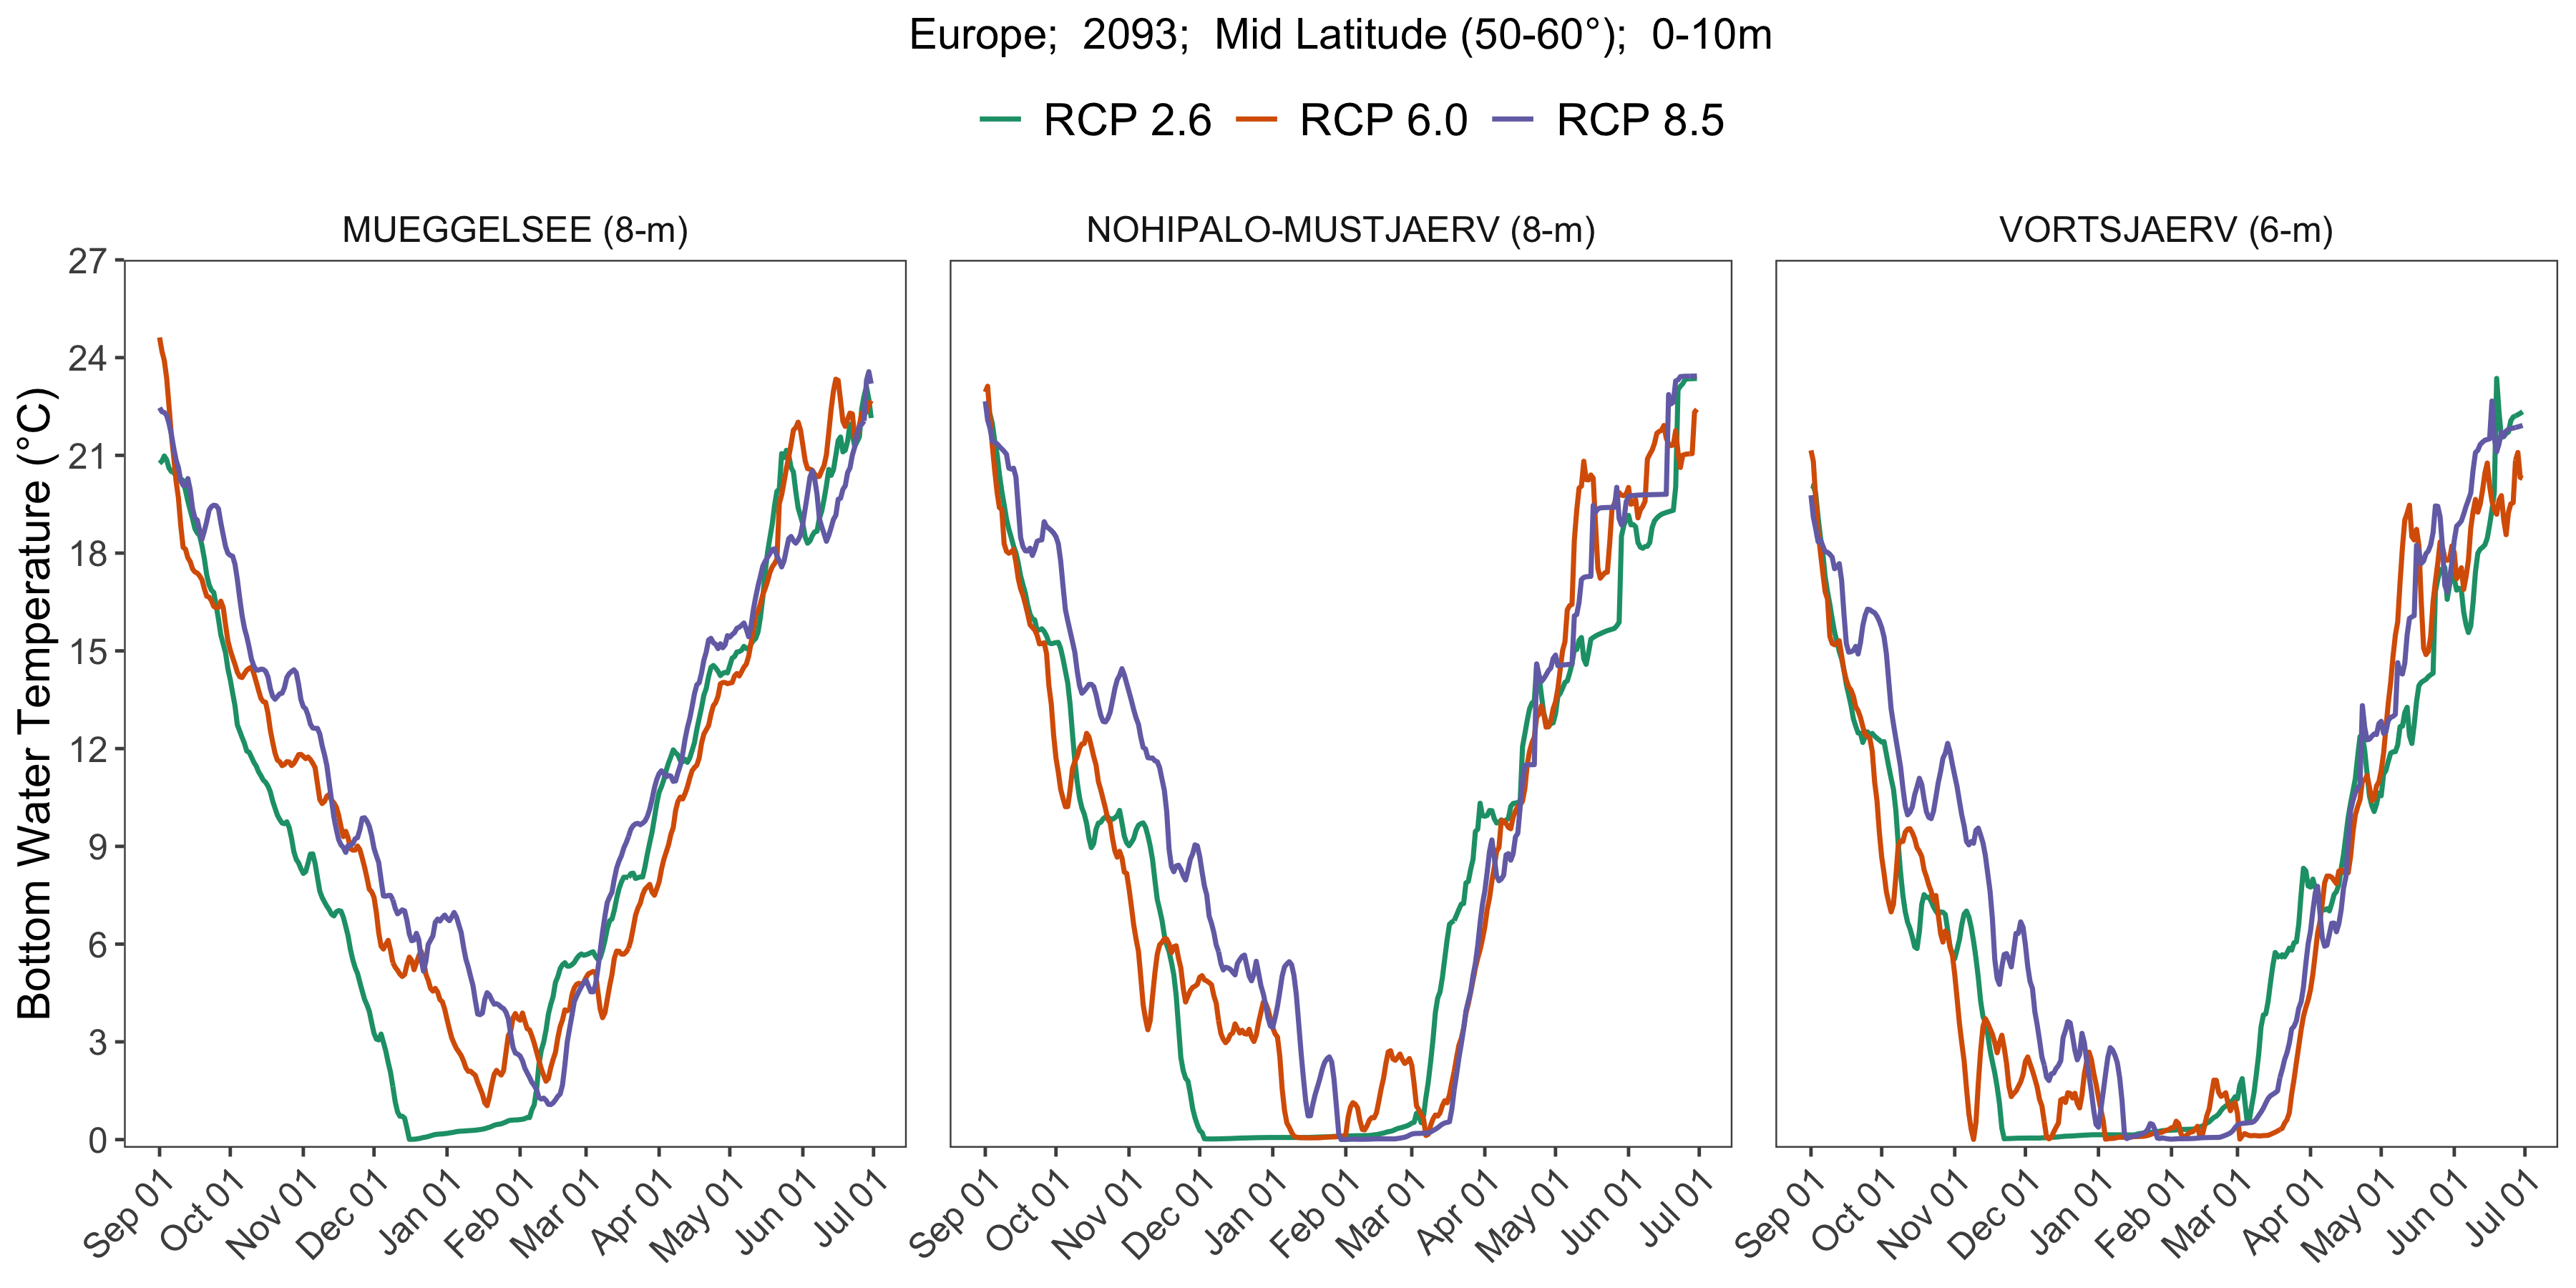 Europe;  2093;  Mid Latitude (50-60°);  0-10m
RCP 2.6 RCP 6.0 RCP 8.5
MUEGGELSEE (8-m)
NOHIPALO-MUSTJAERV (8-m)
VORTSJAERV (6-m)
Bottom Water Temperature (°C)
27
24
21
18
15
12
9
6
3
0
Sep 01 Oct 01 Nov 01 Dec 01 Jan 01 Feb 01 Mar 01 Apr 01 May 01 Jun 01 Jul 01
Sep 01 Oct 01 Nov 01 Dec 01 Jan 01 Feb 01 Mar 01 Apr 01 May 01 Jun 01 Jul 01
Sep 01 Oct 01 Nov 01 Dec 01 Jan 01 Feb 01 Mar 01 Apr 01 May 01 Jun 01 Jul 01